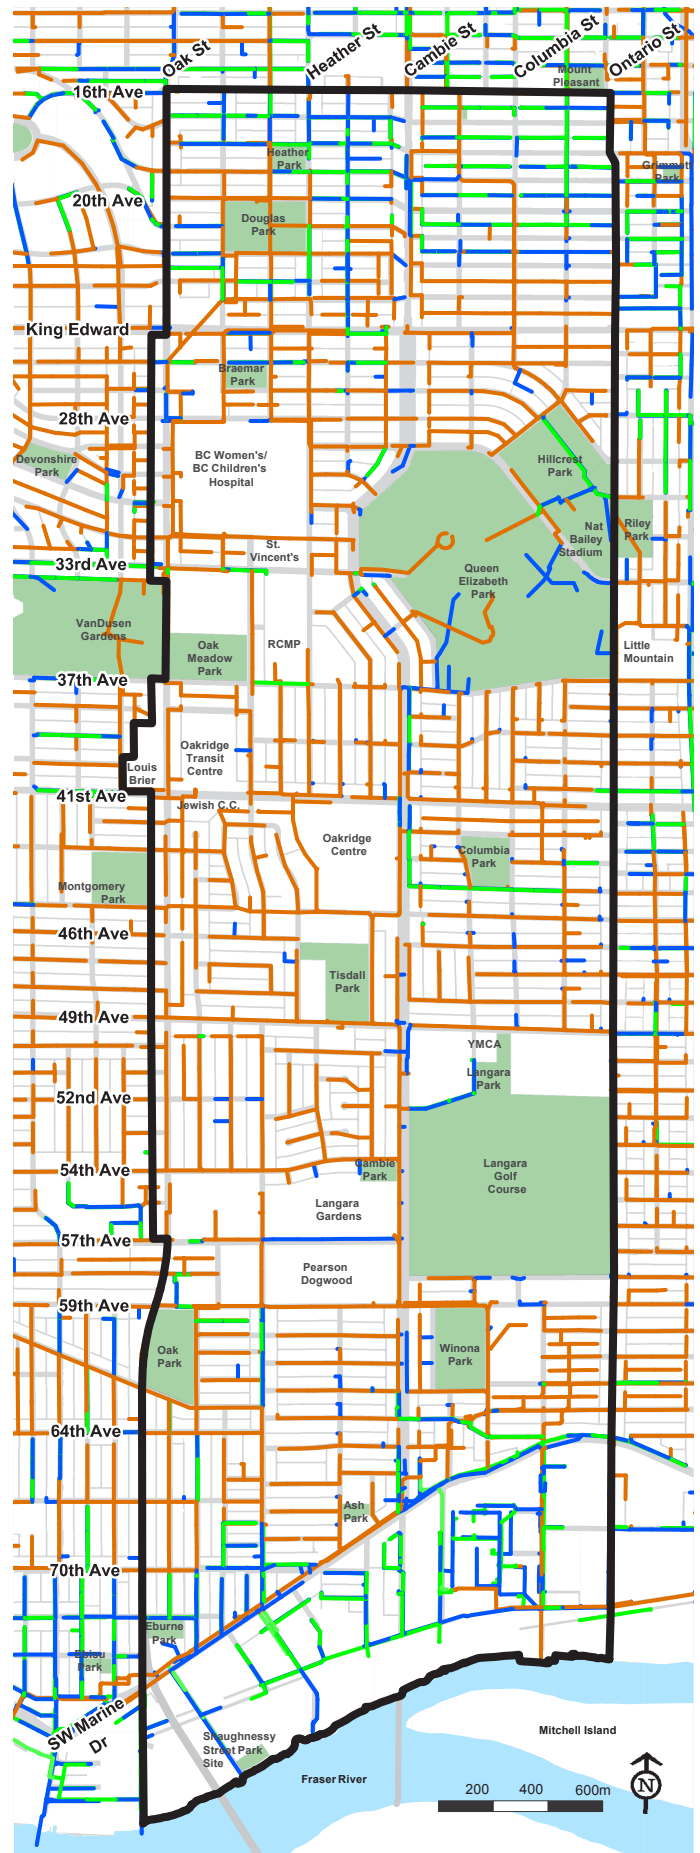 Oak St
Heather St
Cambie St
Columbia St
Ontario St
Mount
Pleasant
16th Ave
Heather
Park
Grimmett
Park
20th Ave
Douglas
Park
King Edward
Braemar
Park
28th Ave
Devonshire
Park
BC Women's/
BC Children's
Hospital
Hillcrest
Park
Nat
Bailey
Stadium
Riley
Park
St.
Vincent's
33rd Ave
Queen
Elizabeth
Park
VanDusen
Gardens
Oak
Meadow
Park
RCMP
Little
Mountain
37th Ave
Oakridge
Transit
Centre
Louis
Brier
41st Ave
Jewish C.C.
Oakridge
Centre
Columbia
Park
Montgomery
Park
46th Ave
Tisdall
Park
49th Ave
YMCA
Langara
Park
52nd Ave
54th Ave
Cambie
Park
Langara
Golf
Course
Langara
Gardens
57th Ave
Pearson
Dogwood
59th Ave
Oak
Park
Winona
Park
64th Ave
Ash
Park
70th Ave
Eburne
Park
Ebisu
Park
SW Marine
Dr
Shaughnessy
Street Park
Site
Mitchell Island
Fraser River
200 400 600m
N